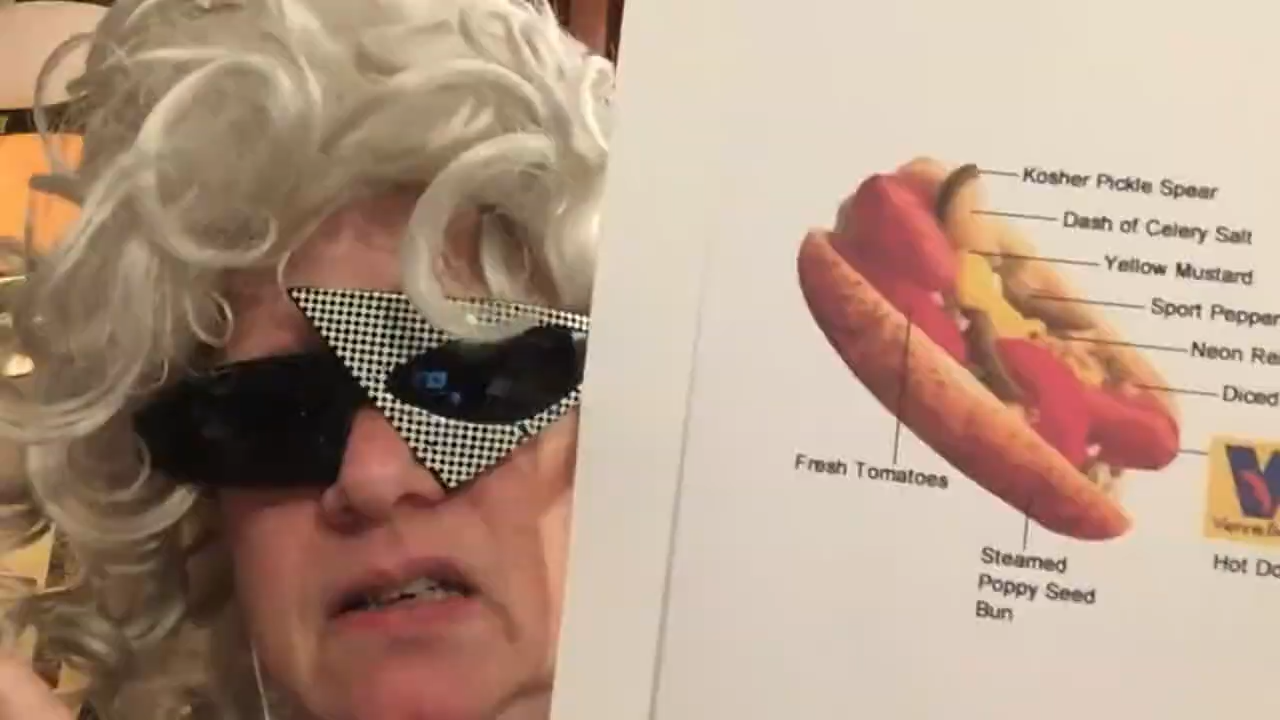 Kosher Pickle Spear
Dash of Celery Salt
Yellow Mustard
Sport Pepper
Neon Re
Diced
Fresh Tomatoes
Steamed
Poppy Seed
Bun
Hot Do